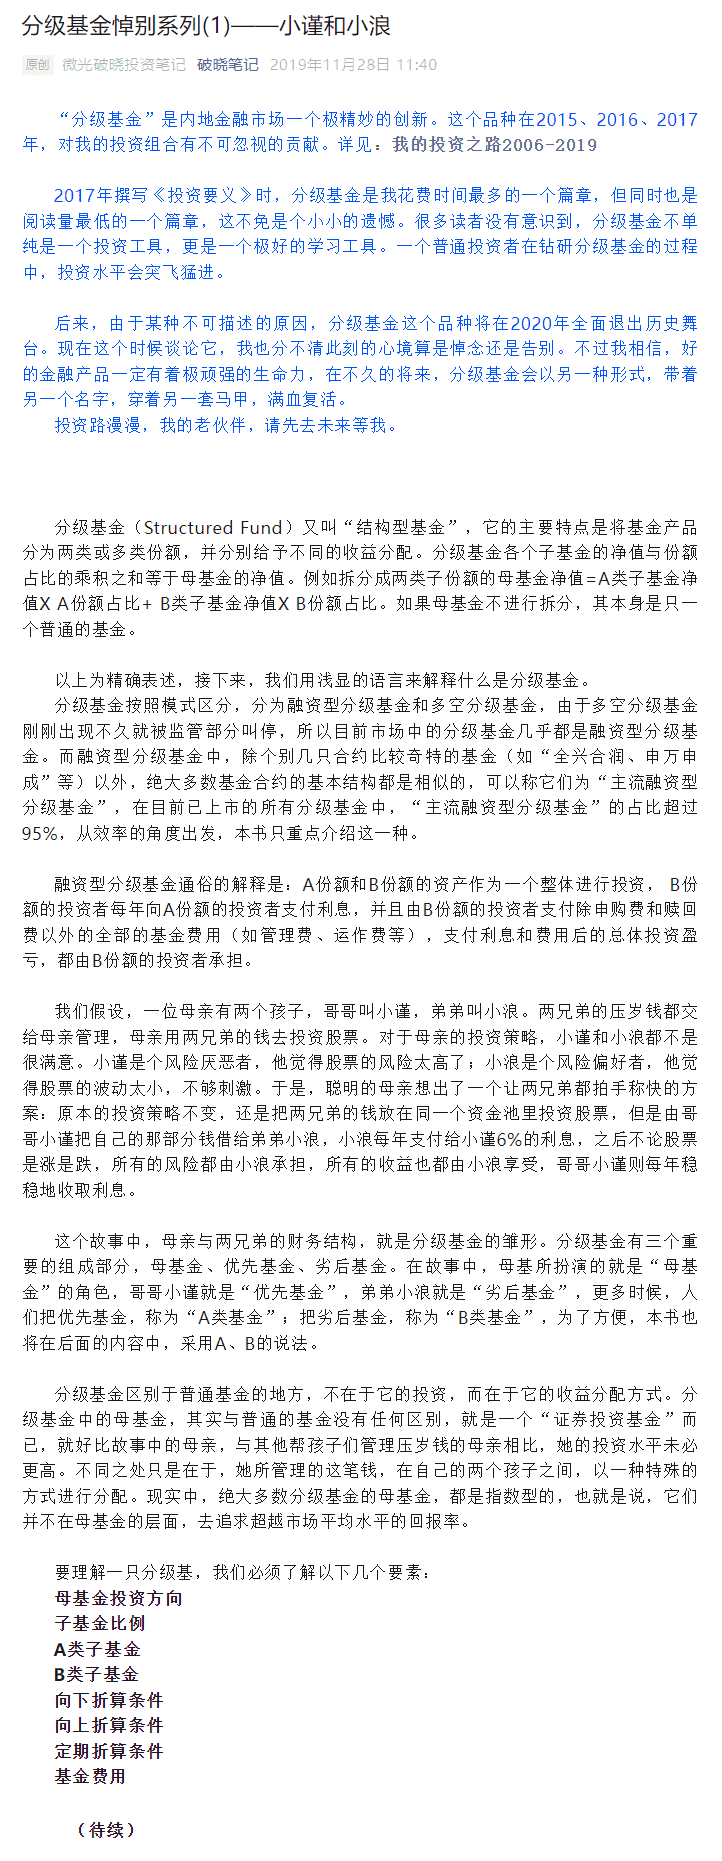 分级基金悼别系列(1)——小谨和小浪
原创 微光破晓投资笔记 破晓笔记 2019年11月28日 11:40
“分级基金”是内地金融市场一个极精妙的创新。这个品种在2015、2016、2017
年，对我的投资组合有不可忽视的贡献。详见：我的投资之路2006-2019
2017年撰写《投资要义》时，分级基金是我花费时间最多的一个篇章，但同时也是
阅读量最低的一个篇章，这不免是个小小的遗憾。很多读者没有意识到，分级基金不单
纯是一个投资工具，更是一个极好的学习工具。一个普通投资者在钻研分级基金的过程
中，投资水平会突飞猛进。
后来，由于某种不可描述的原因，分级基金这个品种将在2020年全面退出历史舞
台。现在这个时候谈论它，我也分不清此刻的心境算是悼念还是告别。不过我相信，好
的金融产品一定有着极顽强的生命力，在不久的将来，分级基金会以另一种形式，带着
另一个名字，穿着另一套马甲，满血复活。
投资路漫漫，我的老伙伴，请先去未来等我。
分级基金（Structured Fund）又叫“结构型基金”，它的主要特点是将基金产品
分为两类或多类份额，并分别给予不同的收益分配。分级基金各个子基金的净值与份额
占比的乘积之和等于母基金的净值。例如拆分成两类子份额的母基金净值=A类子基金净
值X A份额占比+ B类子基金净值X B份额占比。如果母基金不进行拆分，其本身是只一
个普通的基金。
以上为精确表述，接下来，我们用浅显的语言来解释什么是分级基金。
分级基金按照模式区分，分为融资型分级基金和多空分级基金，由于多空分级基金
刚刚出现不久就被监管部分叫停，所以目前市场中的分级基金几乎都是融资型分级基
金。而融资型分级基金中，除个别几只合约比较奇特的基金（如“全兴合润、申万申
成”等）以外，绝大多数基金合约的基本结构都是相似的，可以称它们为“主流融资型
分级基金”，在目前已上市的所有分级基金中，“主流融资型分级基金”的占比超过
95%，从效率的角度出发，本书只重点介绍这一种。
融资型分级基金通俗的解释是：A份额和B份额的资产作为一个整体进行投资， B份
额的投资者每年向A份额的投资者支付利息，并且由B份额的投资者支付除申购费和赎回
费以外的全部的基金费用（如管理费、运作费等），支付利息和费用后的总体投资盈
亏，都由B份额的投资者承担。
我们假设，一位母亲有两个孩子，哥哥叫小谨，弟弟叫小浪。两兄弟的压岁钱都交
给母亲管理，母亲用两兄弟的钱去投资股票。对于母亲的投资策略，小谨和小浪都不是
很满意。小谨是个风险厌恶者，他觉得股票的风险太高了；小浪是个风险偏好者，他觉
得股票的波动太小，不够刺激。于是，聪明的母亲想出了一个让两兄弟都拍手称快的方
案：原本的投资策略不变，还是把两兄弟的钱放在同一个资金池里投资股票，但是由哥
哥小谨把自己的那部分钱借给弟弟小浪，小浪每年支付给小谨6%的利息，之后不论股票
是涨是跌，所有的风险都由小浪承担，所有的收益也都由小浪享受，哥哥小谨则每年稳
稳地收取利息。
这个故事中，母亲与两兄弟的财务结构，就是分级基金的雏形。分级基金有三个重
要的组成部分，母基金、优先基金、劣后基金。在故事中，母基所扮演的就是“母基
金”的角色，哥哥小谨就是“优先基金”，弟弟小浪就是“劣后基金”，更多时候，人
们把优先基金，称为“A类基金”；把劣后基金，称为“B类基金”，为了方便，本书也
将在后面的内容中，采用A、B的说法。
分级基金区别于普通基金的地方，不在于它的投资，而在于它的收益分配方式。分
级基金中的母基金，其实与普通的基金没有任何区别，就是一个“证券投资基金”而
已，就好比故事中的母亲，与其他帮孩子们管理压岁钱的母亲相比，她的投资水平未必
更高。不同之处只是在于，她所管理的这笔钱，在自己的两个孩子之间，以一种特殊的
方式进行分配。现实中，绝大多数分级基金的母基金，都是指数型的，也就是说，它们
并不在母基金的层面，去追求超越市场平均水平的回报率。
要理解一只分级基，我们必须了解以下几个要素：
母基金投资方向
子基金比例
A类子基金
B类子基金
向下折算条件
向上折算条件
定期折算条件
基金费用
（待续）